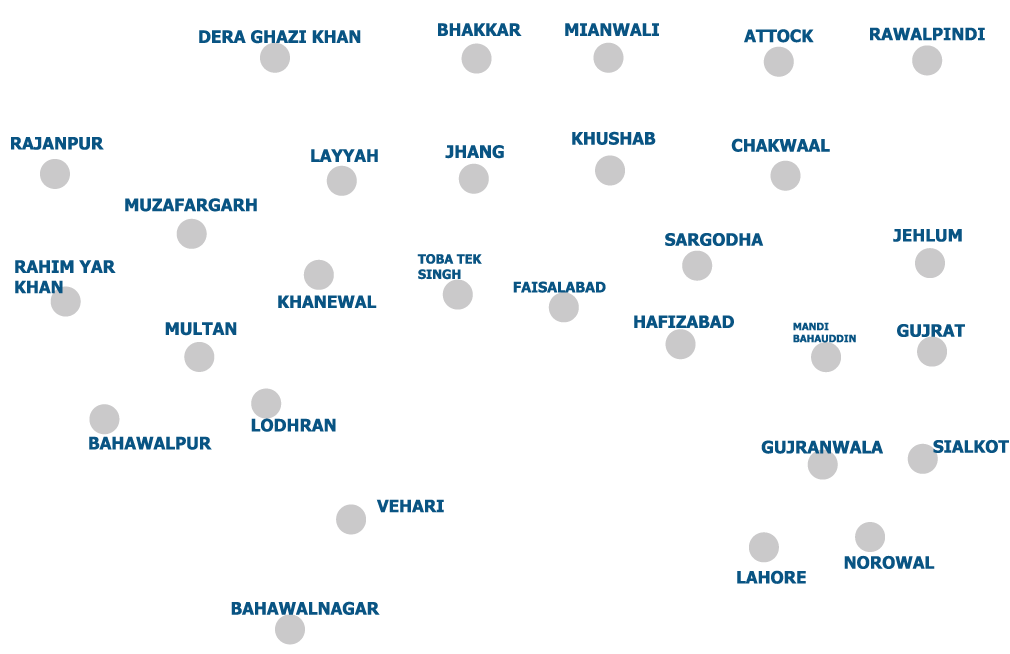 DERA GHAZI KHAN
BHAKKAR
MIANWALI
ATTOCK
RAWALPINDI
RAJANPUR
LAYYAH
JHANG
KHUSHAB
CHAKWAAL
MUZAFARGARH
SARGODHA
JEHLUM
RAHIM YAR
KHAN
KHANEWAL
TOBA TEK
SINGH
FAISALABAD
MULTAN
HAFIZABAD
MANDI
BAHAUDDIN
GUJRAT
BAHAWALPUR
LODHRAN
GUJRANWALA
SIALKOT
VEHARI
LAHORE
NOROWAL
BAHAWALNAGAR